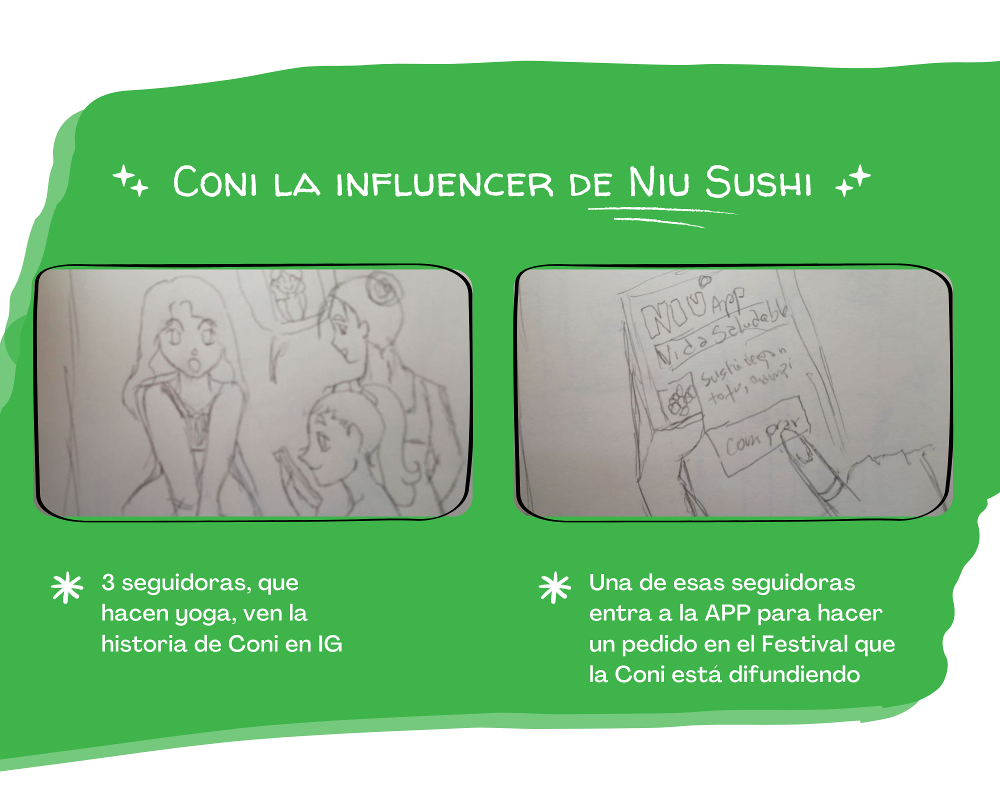 Coni la influencer de Niu Sushi
NIU App
Vida Saludable
Sushi vegan
tofu,
Comprar
3 seguidoras, que
hacen yoga, ven la
historia de Coni en IG
Una de esas seguidoras
entra a la APP para hacer
un pedido en el Festival que
la Coni está difundiendo